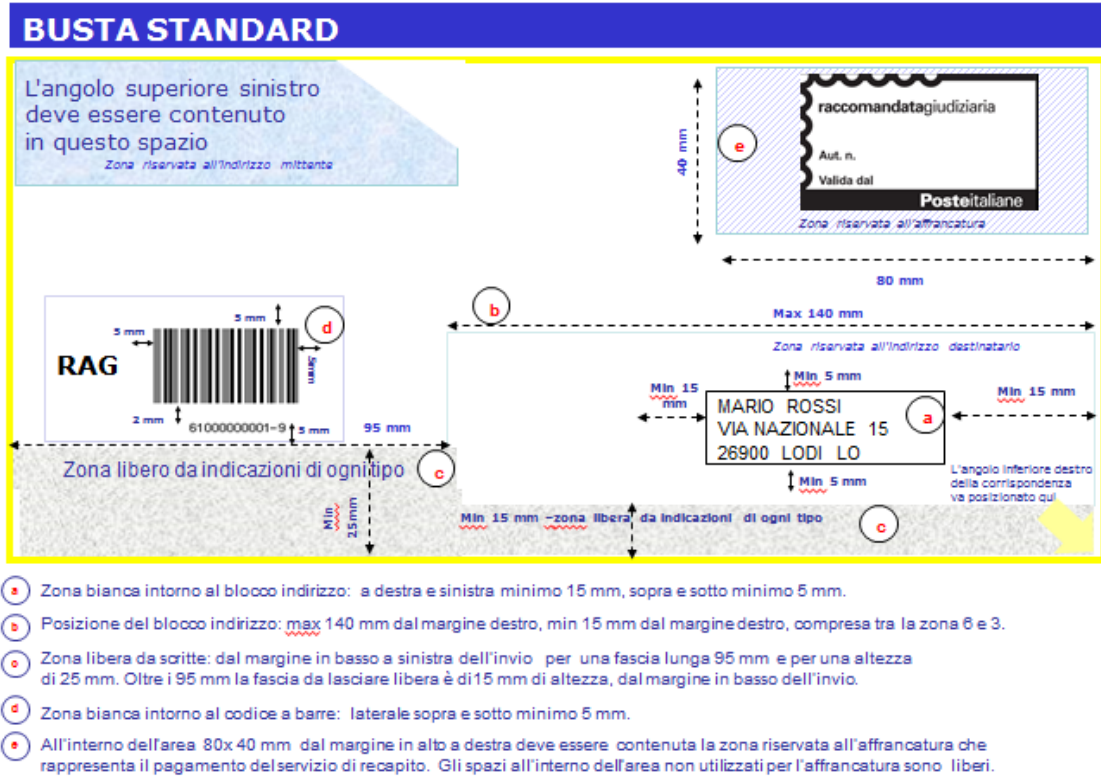 BUSTA STANDARD
L'angolo superiore sinistro
deve essere contenuto
in questo spazio
Zona riservata all'indirizzo mittente
40 mm
e
raccomandatagiudiziaria
Aut. n.
Valida dal
Posteitaliane
Zona riservata all'affrancatura
80 mm
b
Max 140 mm
Zona riservata all'indirizzo destinatario
5 mm
d
5 mm
RAG
5mm
2 mm
61000000001-9
5 mm
95 mm
Min 5 mm
Min 15
mm
Min 15 mm
MARIO ROSSI
VIA NAZIONALE 15
26900 LODI LO
a
Min 5 mm
L'angolo inferiore destro
della corrispondenza
va posizionato qui
Zona libero da indicazioni di ogni tipo
c
Min
25mm
Min 15 mm –zona libera da indicazioni di ogni tipo
c
a Zona bianca intorno al blocco indirizzo: a destra e sinistra minimo 15 mm, sopra e sotto minimo 5 mm.
b Posizione del blocco indirizzo: max 140 mm dal margine destro, min 15 mm dal margine destro, compresa tra la zona 6 e 3.
c Zona libera da scritte: dal margine in basso a sinistra dell'invio per una fascia lunga 95 mm e per una altezza
di 25 mm. Oltre i 95 mm la fascia da lasciare libera è di 15 mm di altezza, dal margine in basso dell'invio.
d Zona bianca intorno al codice a barre: laterale sopra e sotto minimo 5 mm.
e All'interno dell'area 80x 40 mm dal margine in alto a destra deve essere contenuta la zona riservata all'affrancatura che
rappresenta il pagamento del servizio di recapito. Gli spazi all'interno dell'area non utilizzati per l'affrancatura sono liberi.